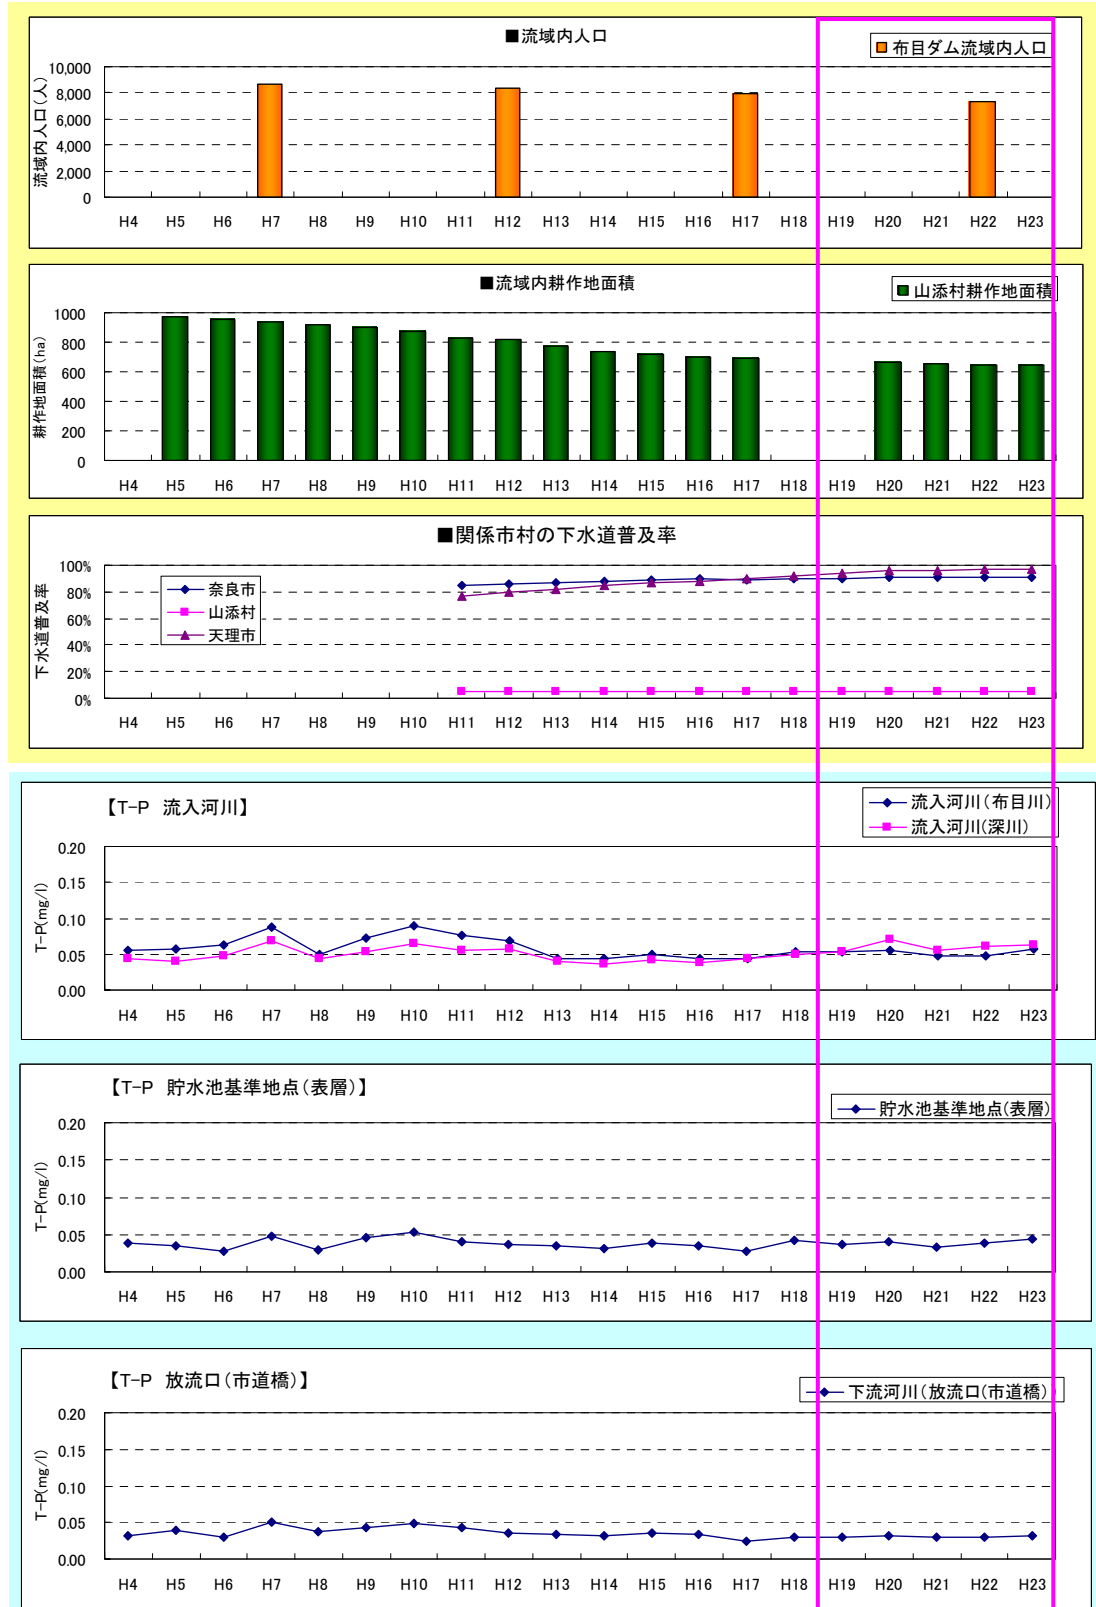 ■流域内人口
布目ダム流域内人口
流域内人口(人)
10,000
8,000
6,000
4,000
2,000
0
H4 H5 H6 H7 H8 H9 H10 H11 H12 H13 H14 H15 H16 H17 H18 H19 H20 H21 H22 H23
■流域内耕作地面積
山添村耕作地面積
耕作地面積(ha)
1000
800
600
400
200
0
H4 H5 H6 H7 H8 H9 H10 H11 H12 H13 H14 H15 H16 H17 H18 H19 H20 H21 H22 H23
■関係市村の下水道普及率
下水道普及率
100%
80%
60%
40%
20%
0%
奈良市
山添村
天理市
H4 H5 H6 H7 H8 H9 H10 H11 H12 H13 H14 H15 H16 H17 H18 H19 H20 H21 H22 H23
【T-P 流入河川】
流入河川(布目川)
流入河川(深川)
T-P(mg/l)
0.20
0.15
0.10
0.05
0.00
H4 H5 H6 H7 H8 H9 H10 H11 H12 H13 H14 H15 H16 H17 H18 H19 H20 H21 H22 H23
【T-P 貯水池基準地点(表層)】
貯水池基準地点(表層)
T-P(mg/l)
0.20
0.15
0.10
0.05
0.00
H4 H5 H6 H7 H8 H9 H10 H11 H12 H13 H14 H15 H16 H17 H18 H19 H20 H21 H22 H23
【T-P 放流口(市道橋)】
下流河川(放流口(市道橋)
T-P(mg/l)
0.20
0.15
0.10
0.05
0.00
H4 H5 H6 H7 H8 H9 H10 H11 H12 H13 H14 H15 H16 H17 H18 H19 H20 H21 H22 H23